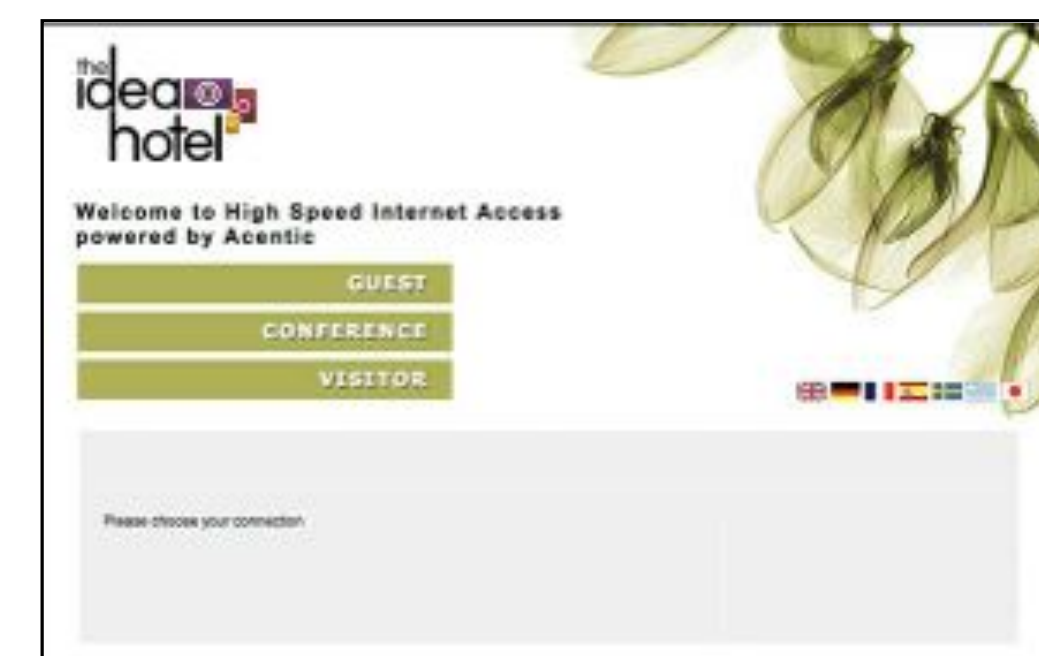 the
idea
hotel
Welcome to High Speed Internet Access
powered by Acentic
GUEST
CONFERENCE
VISITOR
Please choose your connection